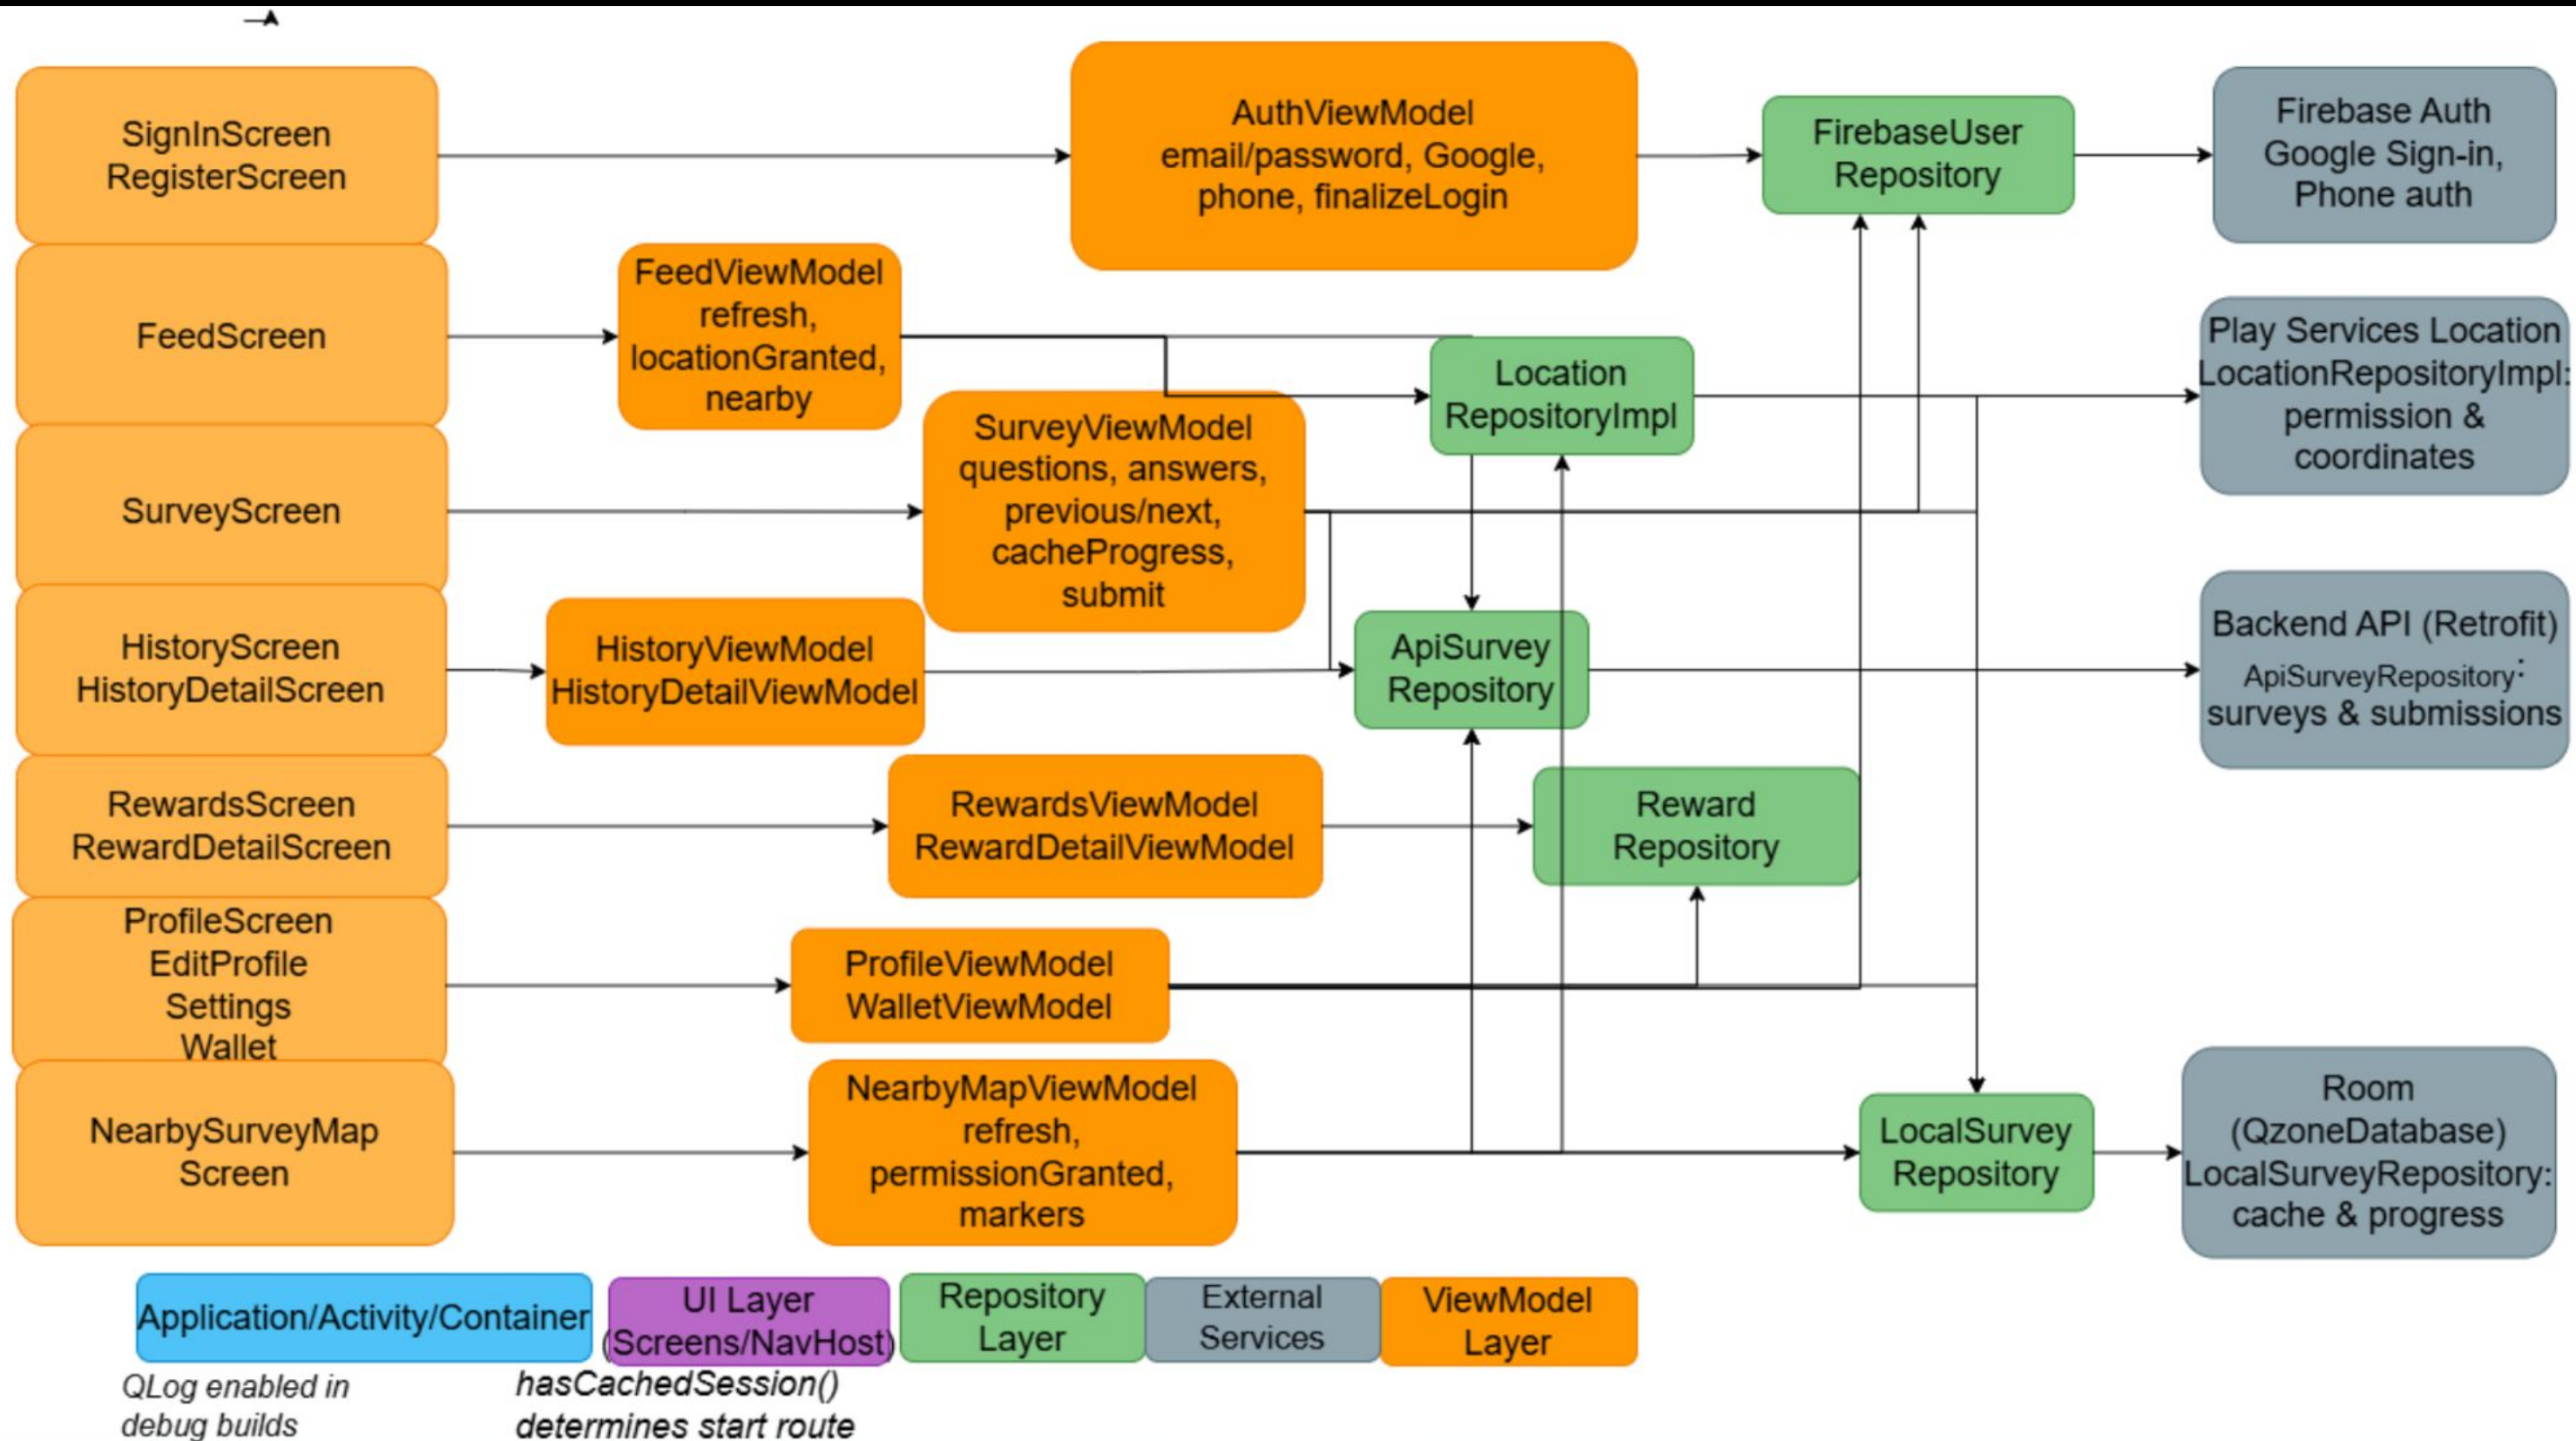 SignInScreen
RegisterScreen
AuthViewModel
email/password, Google,
phone, finalizeLogin
FirebaseUser
Repository
Firebase Auth
Google Sign-in,
Phone auth
FeedScreen
FeedViewModel
refresh,
locationGranted,
nearby
Location
RepositoryImpl
Play Services Location
LocationRepositoryImpl:
permission &
coordinates
SurveyScreen
SurveyViewModel
questions, answers,
previous/next,
cacheProgress,
submit
HistoryScreen
HistoryDetailScreen
HistoryViewModel
HistoryDetailViewModel
ApiSurvey
Repository
Backend API (Retrofit)
ApiSurveyRepository:
surveys & submissions
RewardsScreen
RewardDetailScreen
RewardsViewModel
RewardDetailViewModel
Reward
Repository
ProfileScreen
EditProfile
Settings
Wallet
ProfileViewModel
WalletViewModel
NearbySurveyMap
Screen
NearbyMapViewModel
refresh,
permissionGranted,
markers
LocalSurvey
Repository
Room
(QzoneDatabase)
LocalSurveyRepository:
cache & progress
Application/Activity/Container
UI Layer
(Screens/NavHost)
Repository
Layer
External
Services
ViewModel
Layer
QLog enabled in
debug builds
hasCachedSession()
determines start route